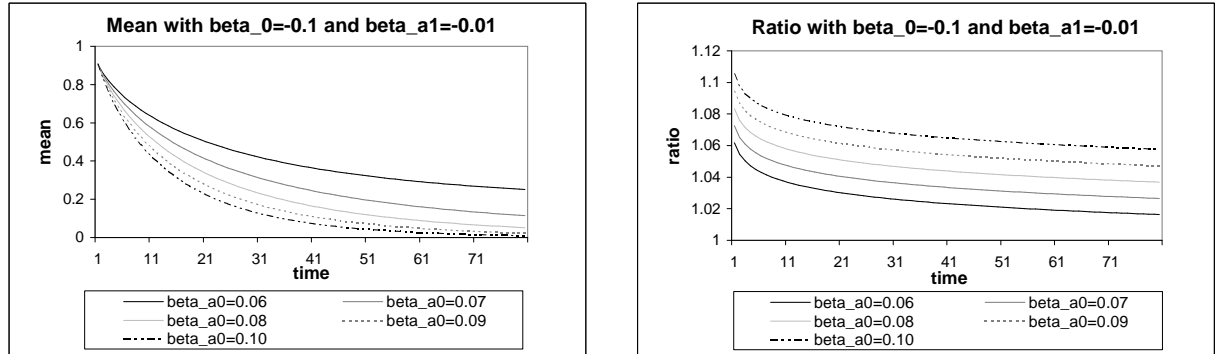 Mean with beta_0=-0.1 and beta_a1=-0.01
1
0.8
0.6
0.4
0.2
0
mean
1 11 21 31 41 51 61 71
time
beta_a0=0.06 beta_a0=0.07
beta_a0=0.08 beta_a0=0.09
beta_a0=0.10
Ratio with beta_0=-0.1 and beta_a1=-0.01
1.12
1.1
1.08
1.06
1.04
1.02
1
ratio
1 11 21 31 41 51 61 71
time
beta_a0=0.06 beta_a0=0.07
beta_a0=0.08 beta_a0=0.09
beta_a0=0.10